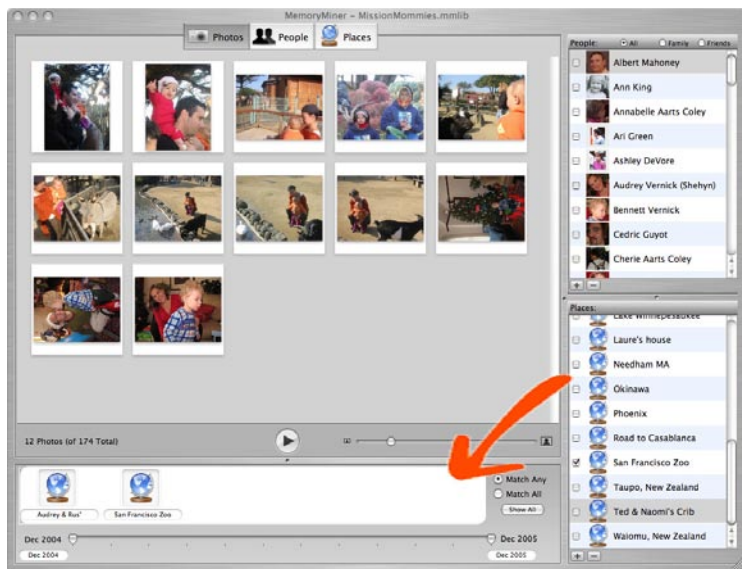 MemoryMiner – MissionMommies.mmlib
Photos People Places
People: All Family Friends
Albert Mahoney
Ann King
Annabelle Aarts Coley
Ari Green
Ashley DeVore
Audrey Vernick (Shehyn)
Bennett Vernick
Cedric Guyot
Cherie Aarts Coley
+ −
Places:
Lake Winnepesaukee
Laure's house
Needham MA
Okinawa
Phoenix
Road to Casablanca
San Francisco Zoo
Taupo, New Zealand
Ted & Naomi's Crib
Waiomu, New Zealand
+ −
12 Photos (of 174 Total)
Audrey & Rus'
San Francisco Zoo
Match Any
Match All
Show All
Dec 2004
Dec 2005
Dec 2004
Dec 2005